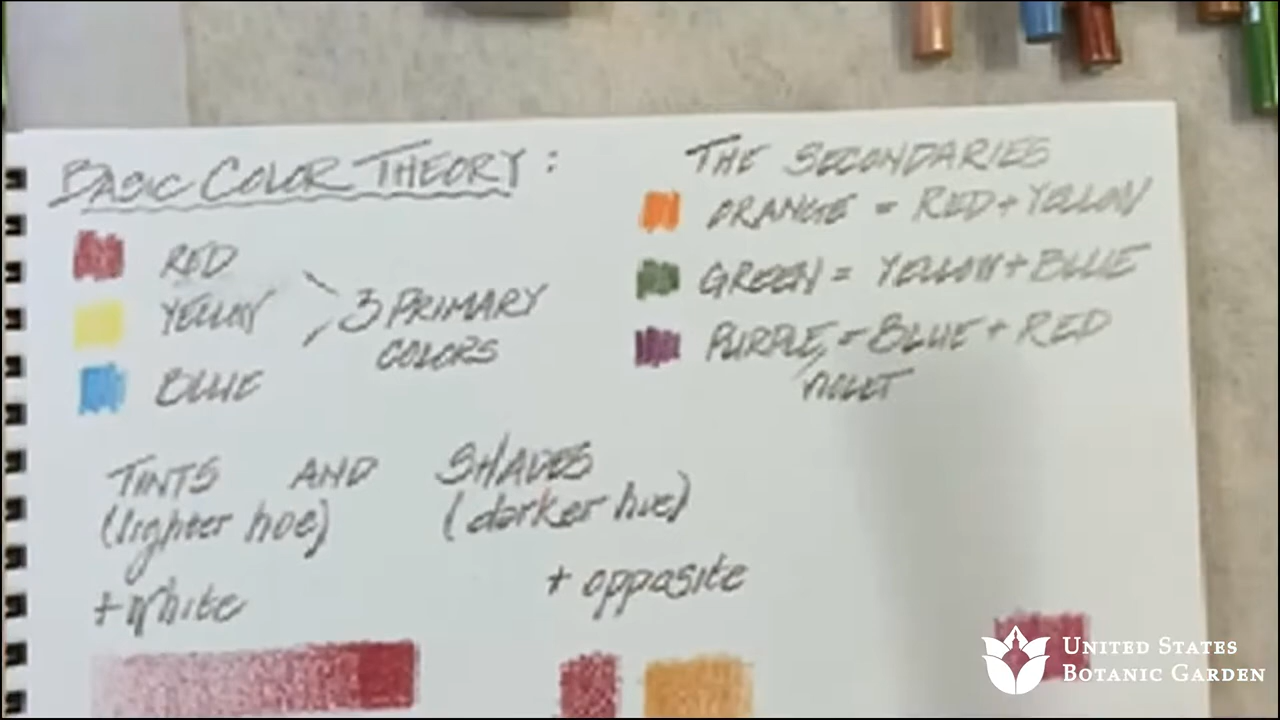 BASIC COLOR THEORY:
RED
YELLOW
BLUE
3 PRIMARY
COLORS
THE SECONDARIES
ORANGE = RED + YELLOW
GREEN = YELLOW + BLUE
PURPLE, = BLUE + RED
VIOLET
TINTS AND SHADES
(lighter hue) (darker hue)
+ white + opposite
UNITED STATES
BOTANIC GARDEN